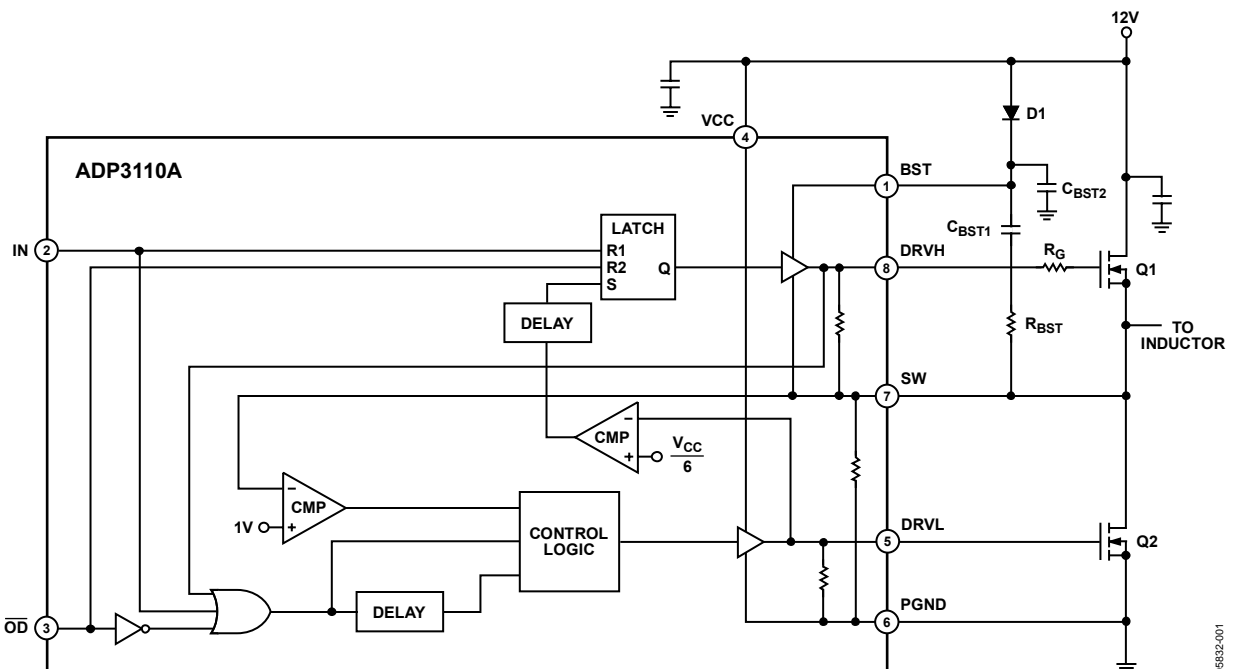 12V
VCC
4
D1
ADP3110A
BST
1
CBST2
CBST1
LATCH
IN 2
R1
R2 Q
S
DRVH
8
RG
Q1
DELAY
RBST
TO
INDUCTOR
SW
7
CMP
−
+
VCC
6
−
CMP
+
1V
CONTROL
LOGIC
DRVL
5
Q2
DELAY
PGND
6
OD 3
05832-001